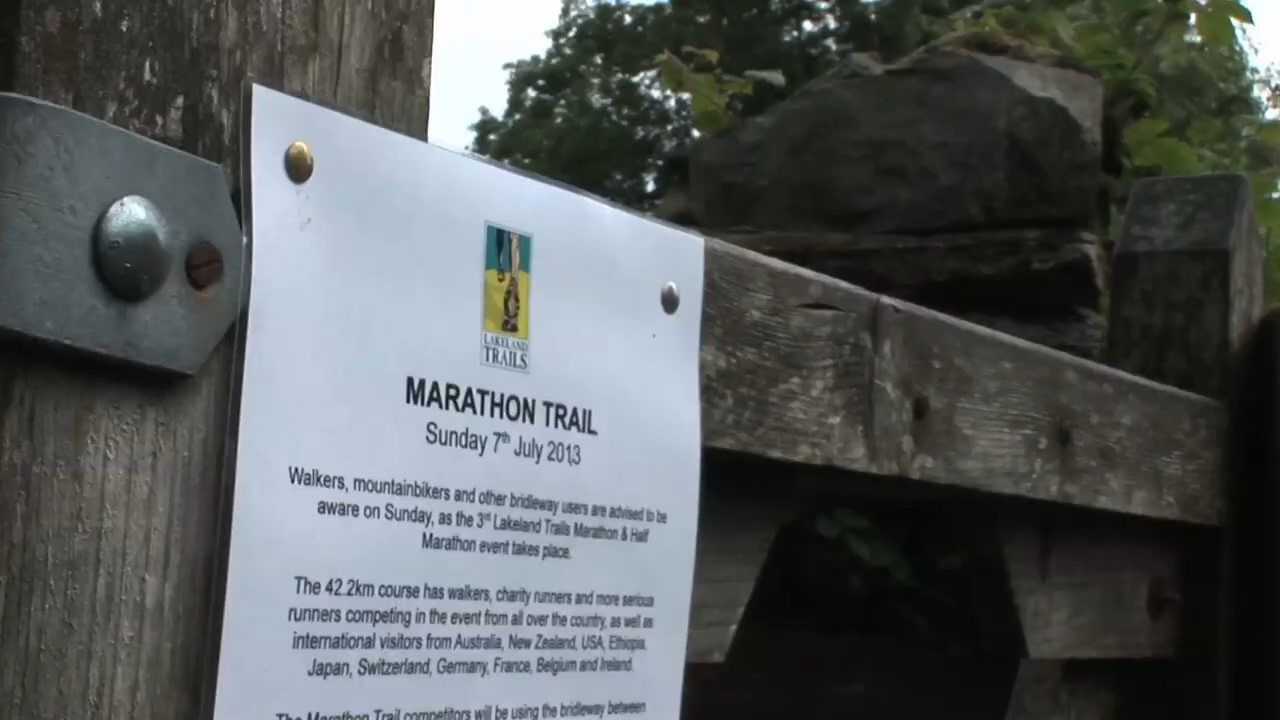 LAKELAND
TRAILS
MARATHON TRAIL
Sunday 7th July 2013
Walkers, mountainbikers and other bridleway users are advised to be
aware on Sunday, as the 3rd Lakeland Trails Marathon & Half
Marathon event takes place.
The 42.2km course has walkers, charity runners and more serious
runners competing in the event from all over the country, as well as
international visitors from Australia, New Zealand, USA, Ethiopia,
Japan, Switzerland, Germany, France, Belgium and Ireland.
The Marathon Trail competitors will be using the bridleway between